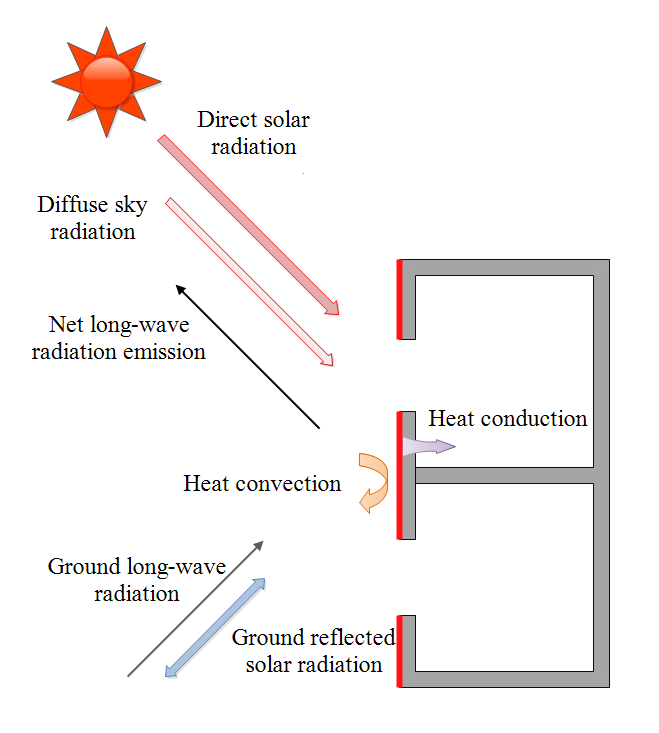 Direct solar
radiation
Diffuse sky
radiation
Net long-wave
radiation emission
Heat conduction
Heat convection
Ground long-wave
radiation
Ground reflected
solar radiation